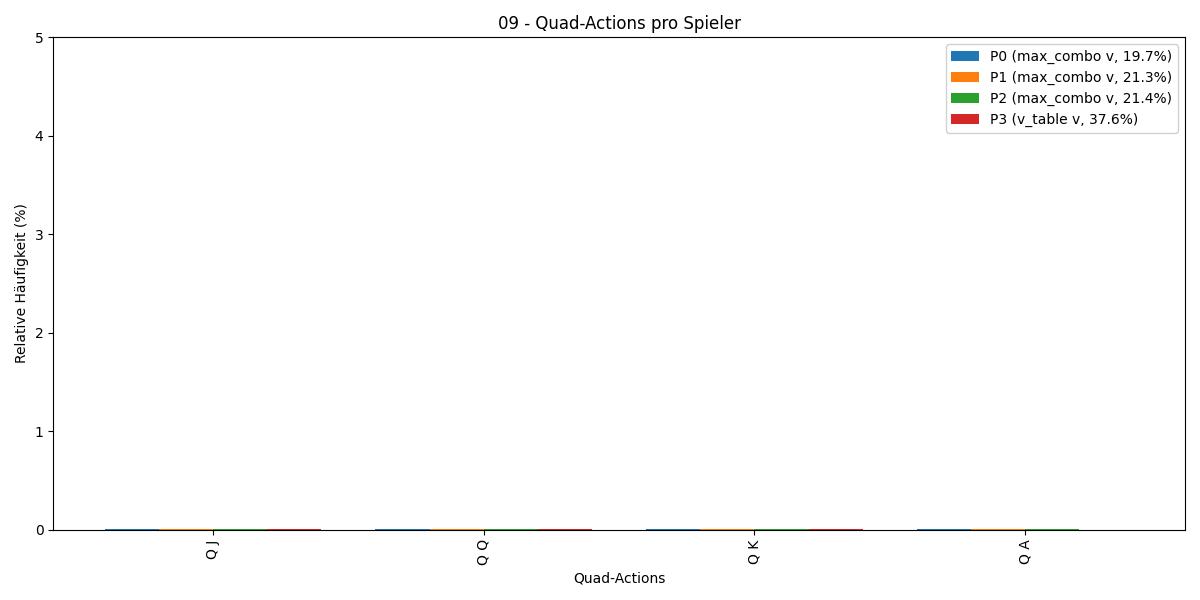 09 - Quad-Actions pro Spieler
P0 (max_combo v, 19.7%)
P1 (max_combo v, 21.3%)
P2 (max_combo v, 21.4%)
P3 (v_table v, 37.6%)
Relative Häufigkeit (%)
5
4
3
2
1
0
Q J
Q Q
Q K
Q A
Quad-Actions